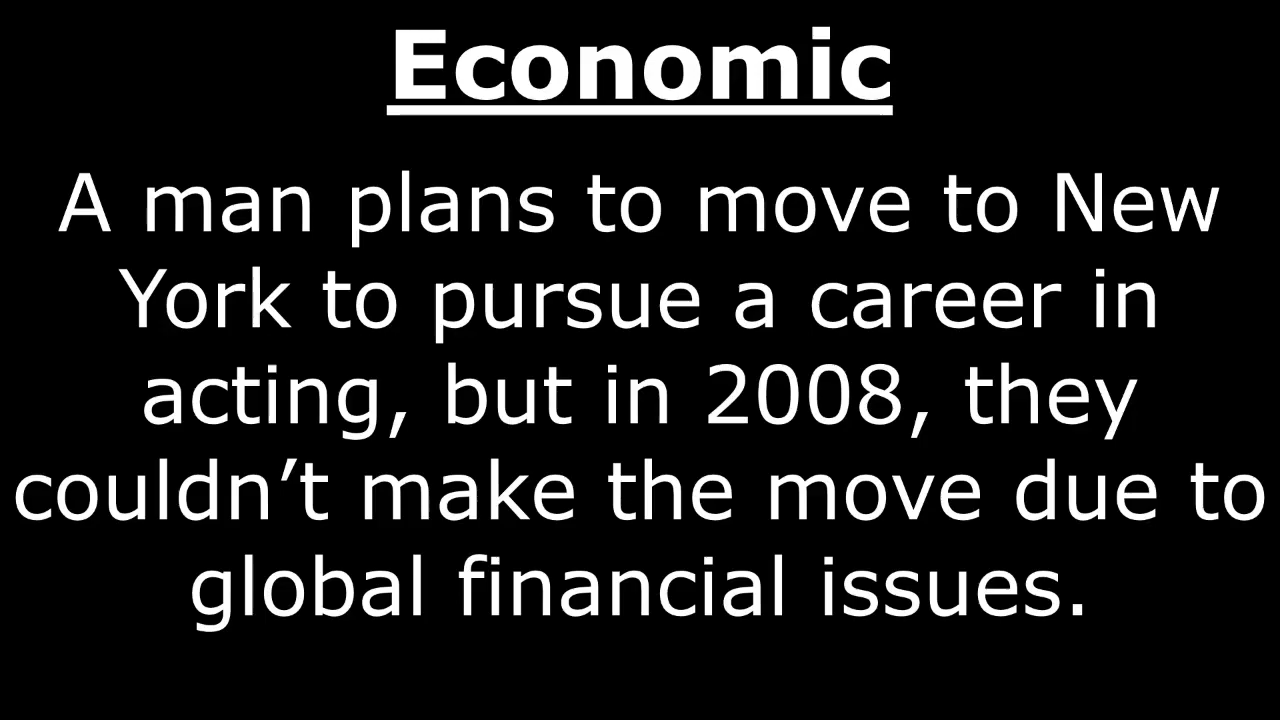 Economic
A man plans to move to New
York to pursue a career in
acting, but in 2008, they
couldn’t make the move due to
global financial issues.